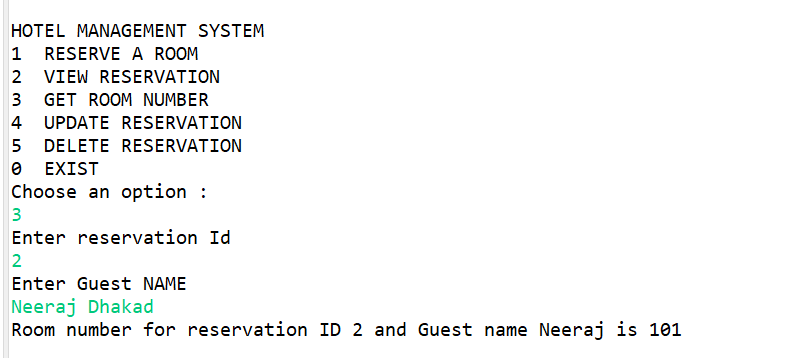 HOTEL MANAGEMENT SYSTEM
1  RESERVE A ROOM
2  VIEW RESERVATION
3  GET ROOM NUMBER
4  UPDATE RESERVATION
5  DELETE RESERVATION
0  EXIST
Choose an option :
3
Enter reservation Id
2
Enter Guest NAME
Neeraj Dhakad
Room number for reservation ID 2 and Guest name Neeraj is 101